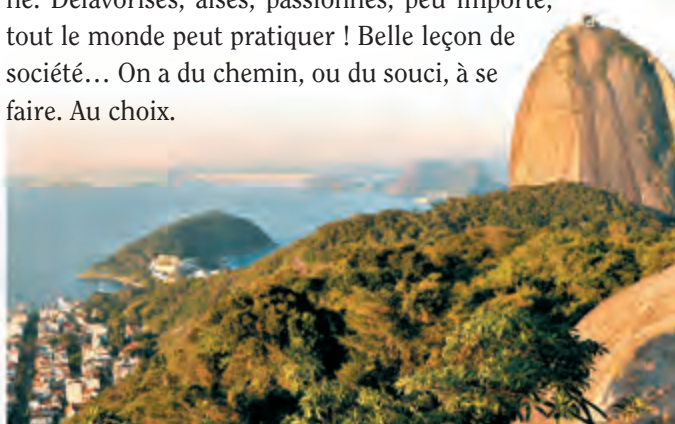 né. Défavorisés, aisés, passionnés, peu importe,
tout le monde peut pratiquer ! Belle leçon de
société… On a du chemin, ou du souci, à se
faire. Au choix.